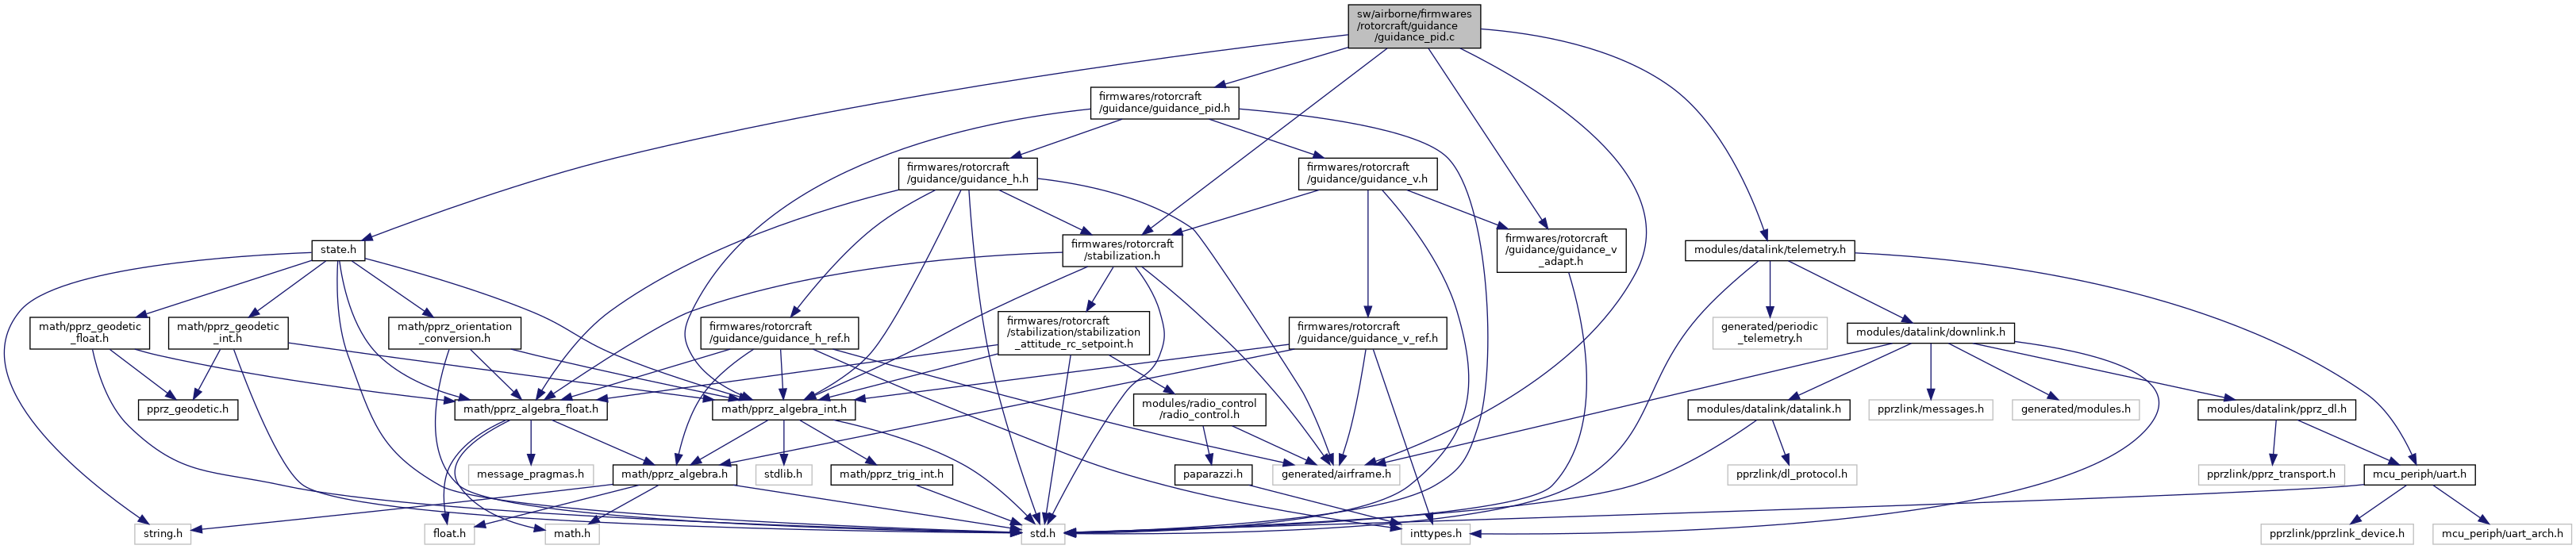 sw/airborne/firmwares
/rotorcraft/guidance
/guidance_pid.c
firmwares/rotorcraft
/guidance/guidance_pid.h
firmwares/rotorcraft
/guidance/guidance_h.h
firmwares/rotorcraft
/guidance/guidance_v.h
state.h
firmwares/rotorcraft
/stabilization.h
firmwares/rotorcraft
/guidance/guidance_v
_adapt.h
modules/datalink/telemetry.h
math/pprz_geodetic
_float.h
math/pprz_geodetic
_int.h
math/pprz_orientation
_conversion.h
firmwares/rotorcraft
/guidance/guidance_h_ref.h
firmwares/rotorcraft
/stabilization/stabilization
_attitude_rc_setpoint.h
firmwares/rotorcraft
/guidance/guidance_v_ref.h
generated/periodic
_telemetry.h
modules/datalink/downlink.h
pprz_geodetic.h
math/pprz_algebra_float.h
math/pprz_algebra_int.h
modules/radio_control
/radio_control.h
modules/datalink/datalink.h
pprzlink/messages.h
generated/modules.h
modules/datalink/pprz_dl.h
message_pragmas.h
math/pprz_algebra.h
stdlib.h
math/pprz_trig_int.h
paparazzi.h
generated/airframe.h
pprzlink/dl_protocol.h
pprzlink/pprz_transport.h
mcu_periph/uart.h
string.h
float.h
math.h
std.h
inttypes.h
pprzlink/pprzlink_device.h
mcu_periph/uart_arch.h